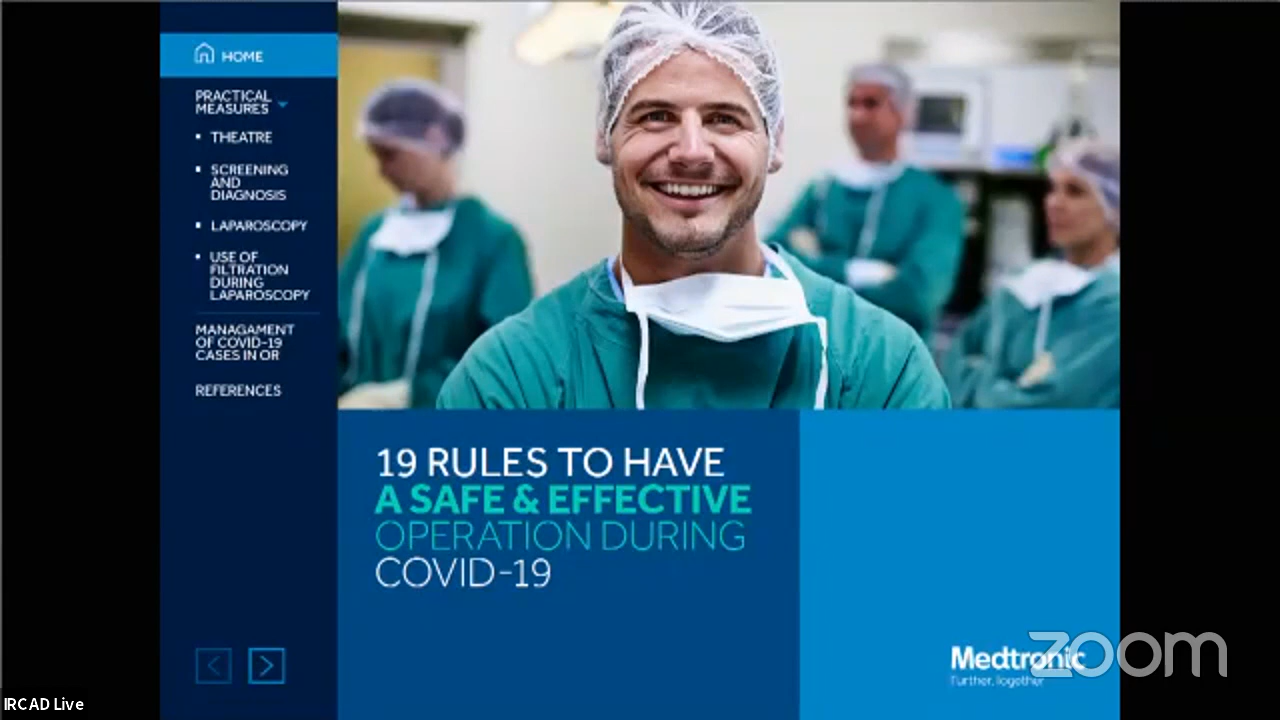 HOME
PRACTICAL
MEASURES
THEATRE
SCREENING
AND
DIAGNOSIS
LAPAROSCOPY
USE OF
FILTRATION
DURING
LAPAROSCOPY
MANAGAMENT
OF COVID-19
CASES IN OR
REFERENCES
19 RULES TO HAVE
A SAFE & EFFECTIVE
OPERATION DURING
COVID-19
Medtronic
Further, Together
zoom
IRCAD Live